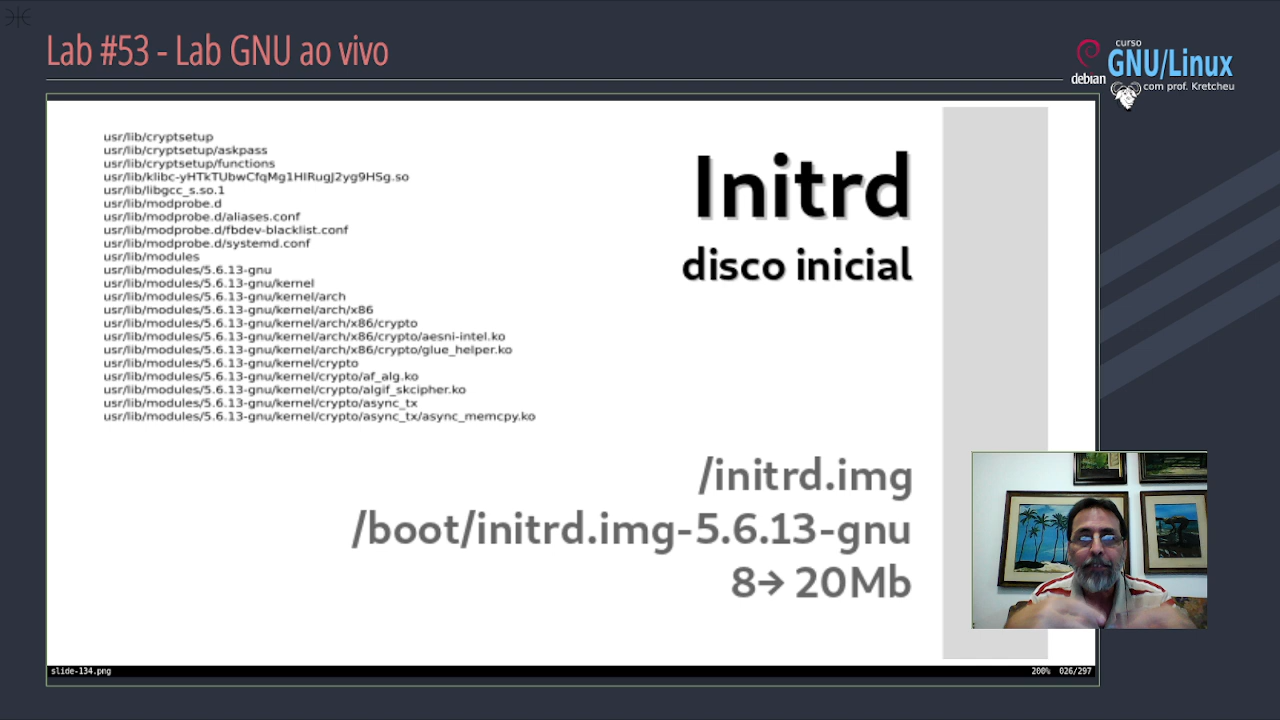 Lab #53 - Lab GNU ao vivo
curso
GNU/Linux
debian
com prof. Kretcheu
usr/lib/cryptsetup
usr/lib/cryptsetup/askpass
usr/lib/cryptsetup/functions
usr/lib/klibc-yHTkTUbwCfqMg1HIRugJ2yg9HSg.so
usr/lib/libgcc_s.so.1
usr/lib/modprobe.d
usr/lib/modprobe.d/aliases.conf
usr/lib/modprobe.d/fbdev-blacklist.conf
usr/lib/modprobe.d/systemd.conf
usr/lib/modules
usr/lib/modules/5.6.13-gnu
usr/lib/modules/5.6.13-gnu/kernel
usr/lib/modules/5.6.13-gnu/kernel/arch
usr/lib/modules/5.6.13-gnu/kernel/arch/x86
usr/lib/modules/5.6.13-gnu/kernel/arch/x86/crypto
usr/lib/modules/5.6.13-gnu/kernel/arch/x86/crypto/aesni-intel.ko
usr/lib/modules/5.6.13-gnu/kernel/arch/x86/crypto/glue_helper.ko
usr/lib/modules/5.6.13-gnu/kernel/crypto
usr/lib/modules/5.6.13-gnu/kernel/crypto/af_alg.ko
usr/lib/modules/5.6.13-gnu/kernel/crypto/algif_skcipher.ko
usr/lib/modules/5.6.13-gnu/kernel/crypto/async_tx
usr/lib/modules/5.6.13-gnu/kernel/crypto/async_tx/async_memcpy.ko
Initrd
disco inicial
/initrd.img
/boot/initrd.img-5.6.13-gnu
8→ 20Mb
slide-134.png
200% 026/297